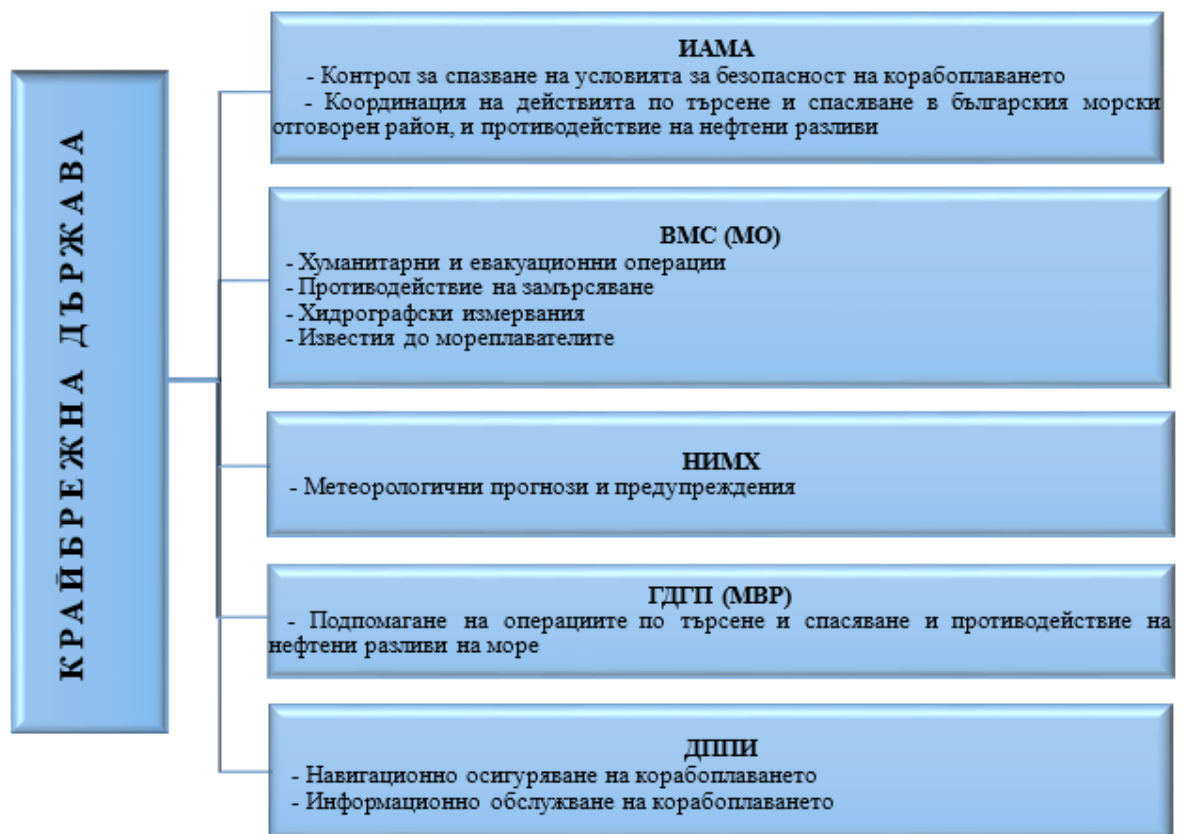 КРАЙБРЕЖНА ДЪРЖАВА
ИАМА
- Контрол за спазване на условията за безопасност на корабоплаването
- Координация на действията по търсене и спасяване в българския морски
отговорен район, и противодействие на нефтени разливи
ВМС (МО)
- Хуманитарни и евакуационни операции
- Противодействие на замърсяване
- Хидрографски измервания
- Известия до мореплавателите
НИМХ
- Метеорологични прогнози и предупреждения
ГДГП (МВР)
- Подпомагане на операциите по търсене и спасяване и противодействие на
нефтени разливи на море
ДППИ
- Навигационно осигуряване на корабоплаването
- Информационно обслужване на корабоплаването